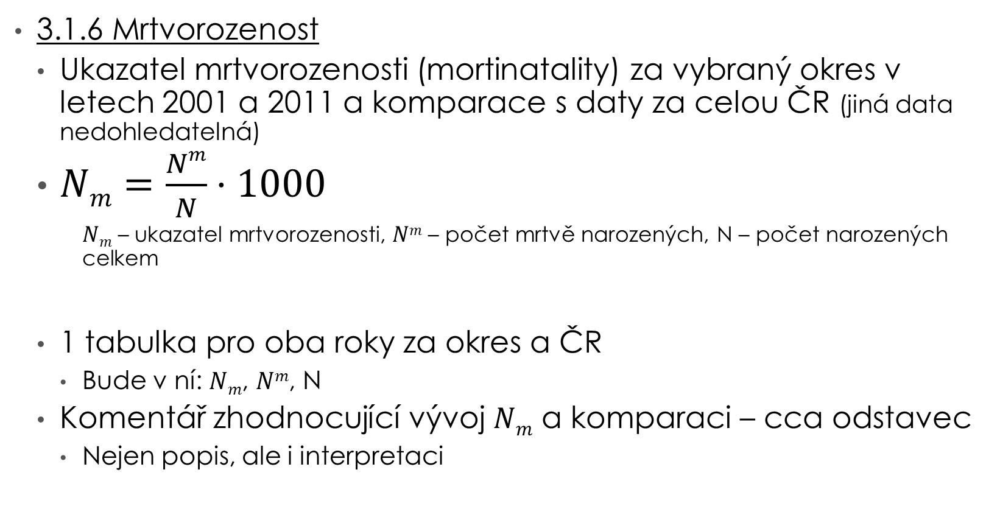 • 3.1.6 Mrtvorozenost
• Ukazatel mrtvorozenosti (mortinatality) za vybraný okres v
letech 2001 a 2011 a komparace s daty za celou ČR (jiná data
nedohledatelná)
• $N_m = \frac{N^m}{N} \cdot 1000$
$N_m$ – ukazatel mrtvorozenosti, $N^m$ – počet mrtvě narozených, N – počet narozených
celkem
• 1 tabulka pro oba roky za okres a ČR
• Bude v ní: $N_m$, $N^m$, N
• Komentář zhodnocující vývoj $N_m$ a komparaci – cca odstavec
• Nejen popis, ale i interpretaci